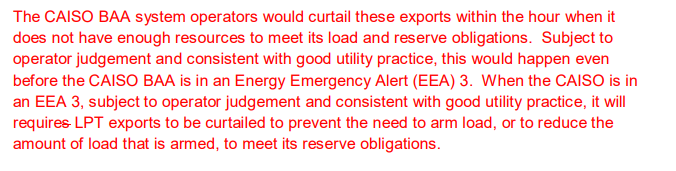 The CAISO BAA system operators would curtail these exports within the hour when it
does not have enough resources to meet its load and reserve obligations.  Subject to
operator judgement and consistent with good utility practice, this would happen even
before the CAISO BAA is in an Energy Emergency Alert (EEA) 3.  When the CAISO is in
an EEA 3, subject to operator judgement and consistent with good utility practice, it will
requires LPT exports to be curtailed to prevent the need to arm load, or to reduce the
amount of load that is armed, to meet its reserve obligations.